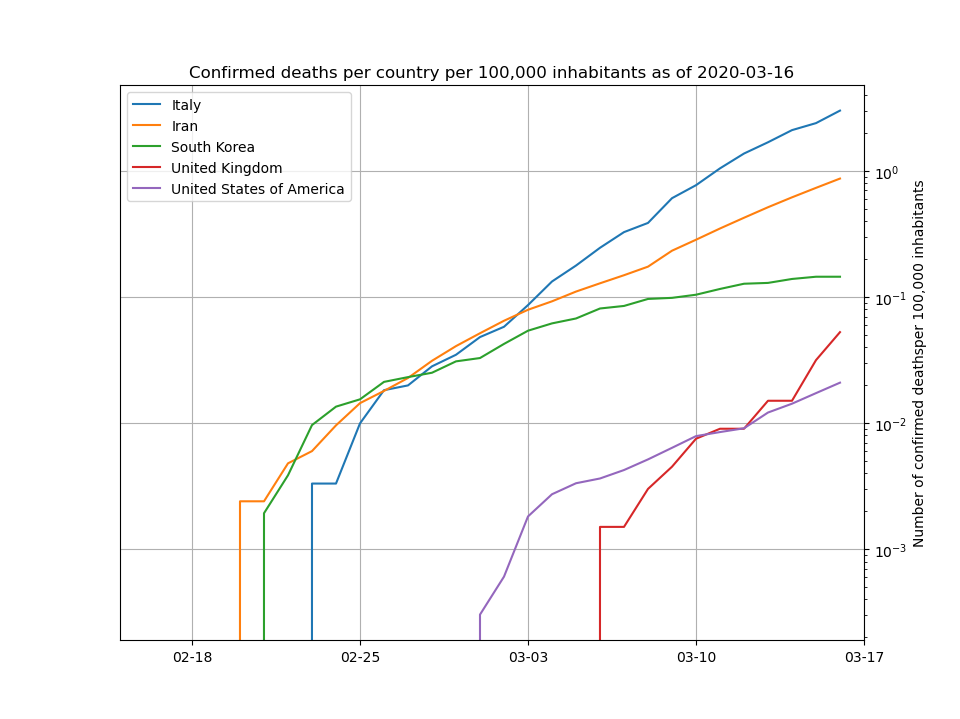 Confirmed deaths per country per 100,000 inhabitants as of 2020-03-16
Italy
Iran
South Korea
United Kingdom
United States of America
10⁰
10⁻¹
10⁻²
10⁻³
Number of confirmed deathsper 100,000 inhabitants
02-18
02-25
03-03
03-10
03-17